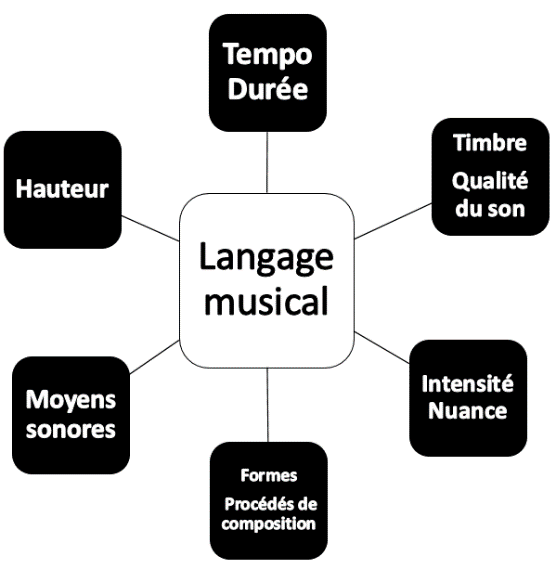 Tempo
Durée
Timbre
Qualité
du son
Hauteur
Langage
musical
Intensité
Nuance
Moyens
sonores
Formes
Procédés de
composition